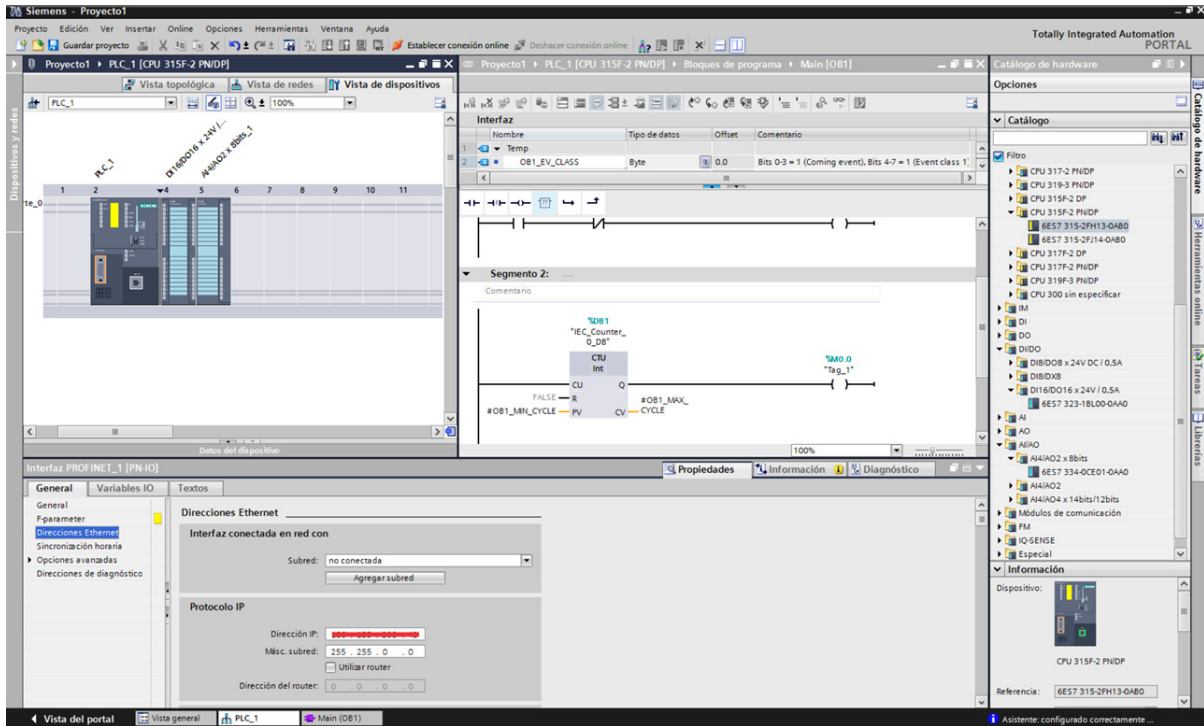 Siemens - Proyecto1
Proyecto Edición Ver Insertar Online Opciones Herramientas Ventana Ayuda
Guardar proyecto Establecer conexión online Deshacer conexión online
Totally Integrated Automation
PORTAL
Proyecto1 PLC_1 [CPU 315F-2 PN/DP]
Vista topológica Vista de redes Vista de dispositivos
PLC_1 100%
PLC_1
DI16/DO16 x 24V /...
AI4/AO2 x 8bits_1
1 2 4 5 6 7 8 9 10 11
te_0
Datos del dispositivo
Dispositivos y redes
Proyecto1 PLC_1 [CPU 315F-2 PN/DP] Bloques de programa Main [OB1]
Interfaz
Nombre Tipo de datos Offset Comentario
1 Temp
2 OB1_EV_CLASS Byte 0.0 Bits 0-3 = 1 (Coming event), Bits 4-7 = 1 (Event class 1)
Segmento 2:
Comentario
%DB1
"IEC_Counter_
0_DB"
CTU
Int
%M0.0
"Tag_1"
CU Q
FALSE R
#OB1_MAX_
#OB1_MIN_CYCLE PV CV CYCLE
100%
Catálogo de hardware
Opciones
Catálogo
Filtro
CPU 317-2 PN/DP
CPU 319-3 PN/DP
CPU 315F-2 DP
CPU 315F-2 PN/DP
6ES7 315-2FH13-0AB0
6ES7 315-2FJ14-0AB0
CPU 317F-2 DP
CPU 317F-2 PN/DP
CPU 319F-3 PN/DP
CPU 300 sin especificar
IM
DI
DO
DI/DO
DI8/DO8 x 24V DC / 0,5A
DI8/DX8
DI16/DO16 x 24V / 0,5A
6ES7 323-1BL00-0AA0
AI
AO
AI/AO
AI4/AO2 x 8bits
6ES7 334-0CE01-0AA0
AI4/AO2
AI4/AO4 x 14bits/12bits
Módulos de comunicación
FM
IQ-SENSE
Especial
Información
Dispositivo:
CPU 315F-2 PN/DP
Referencia: 6ES7 315-2FH13-0AB0
Catálogo de hardware
Herramientas online
Tareas
Librerías
Interfaz PROFINET_1 [PN-IO]
Propiedades Información Diagnóstico
General Variables IO Textos
General
F-parameter
Direcciones Ethernet
Sincronización horaria
Opciones avanzadas
Direcciones de diagnóstico
Direcciones Ethernet
Interfaz conectada en red con
Subred: no conectada
Agregar subred
Protocolo IP
Dirección IP:
Másc. subred: 255 . 255 . 0 . 0
Utilizar router
Dirección del router: 0 . 0 . 0 . 0
Vista del portal Vista general PLC_1 Main (OB1)
Asistente: configurado correctamente ...